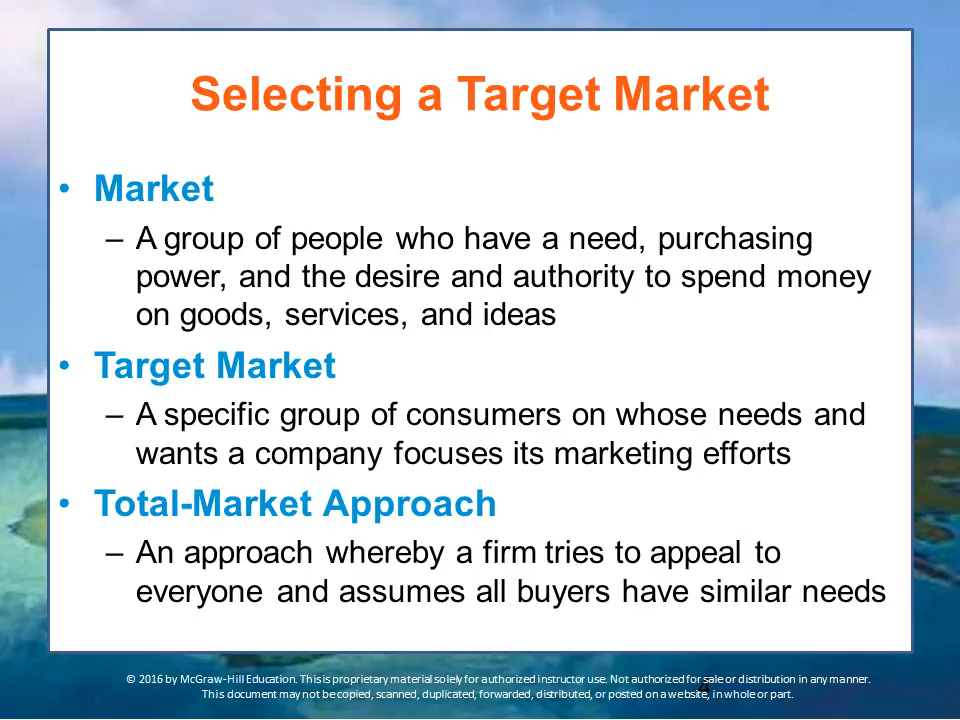 Selecting a Target Market
• Market
– A group of people who have a need, purchasing
power, and the desire and authority to spend money
on goods, services, and ideas
• Target Market
– A specific group of consumers on whose needs and
wants a company focuses its marketing efforts
• Total-Market Approach
– An approach whereby a firm tries to appeal to
everyone and assumes all buyers have similar needs
© 2016 by McGraw-Hill Education. This is proprietary material solely for authorized instructor use. Not authorized for sale or distribution in any manner.
This document may not be copied, scanned, duplicated, forwarded, distributed, or posted on a website, in whole or part.
4